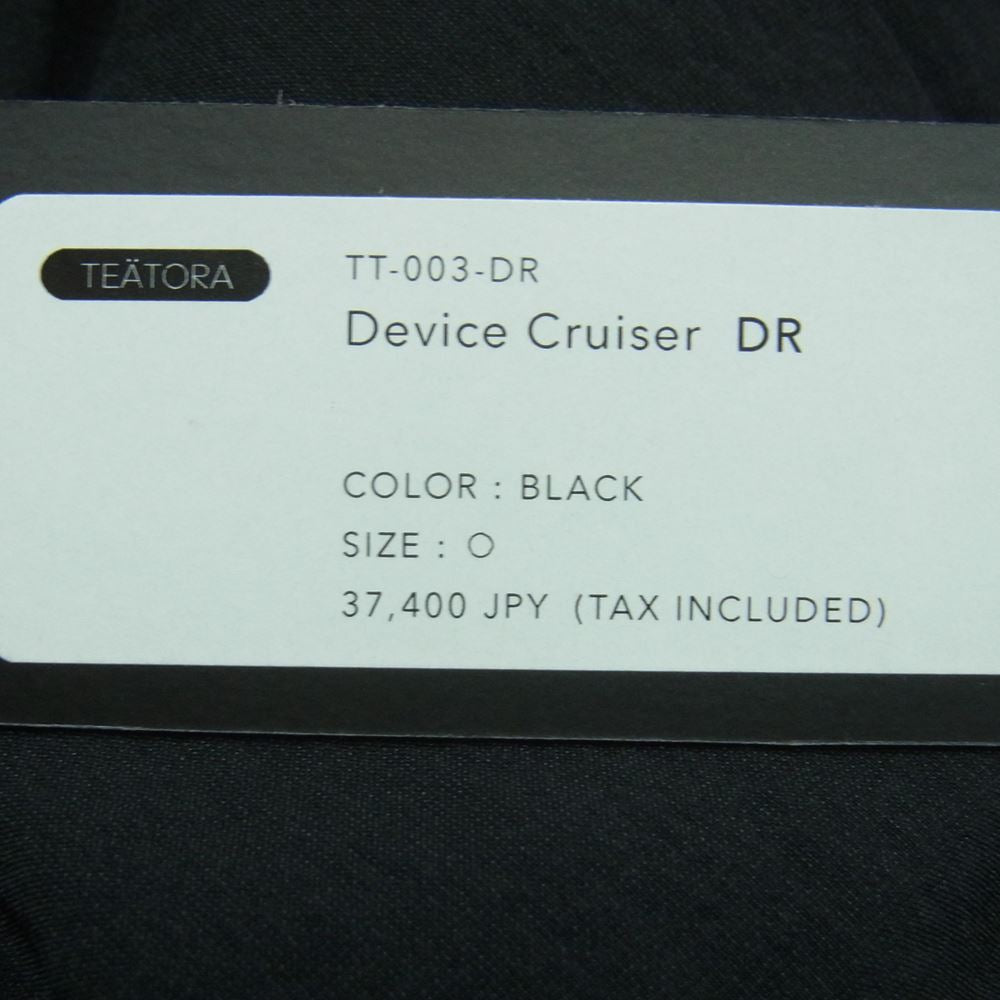 TEÄTORA
TT-003-DR
Device Cruiser DR
COLOR : BLACK
SIZE : O
37,400 JPY (TAX INCLUDED)